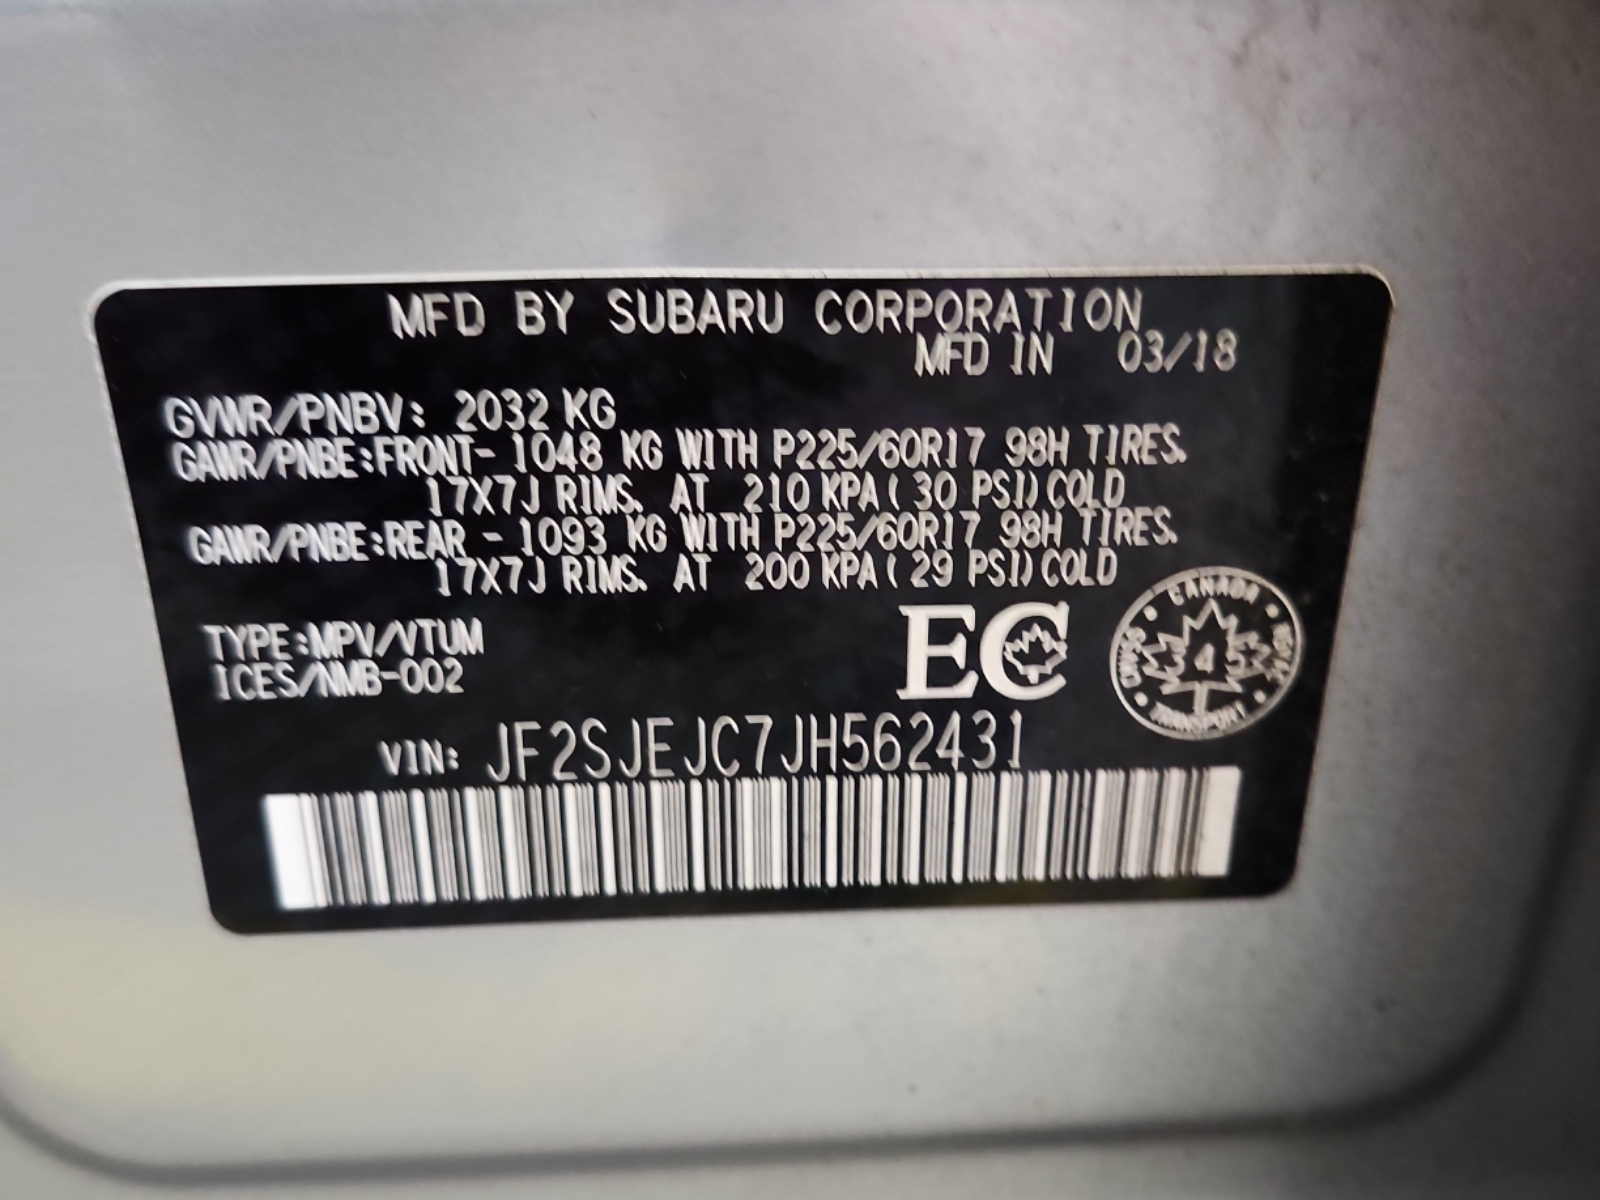 MFD BY SUBARU CORPORATION
MFD IN 03/18
GVWR/PNBV: 2032 KG
GAWR/PNBE:FRONT- 1048 KG WITH P225/60R17 98H TIRES.
17X7J RIMS. AT 210 KPA(30 PSI)COLD
GAWR/PNBE:REAR - 1093 KG WITH P225/60R17 98H TIRES.
17X7J RIMS. AT 200 KPA(29 PSI)COLD
TYPE:MPV/VTUM
ICES/NMB-002
EC
CANADA
TRANSPORT
VIN: JF2SJEJC7JH562431